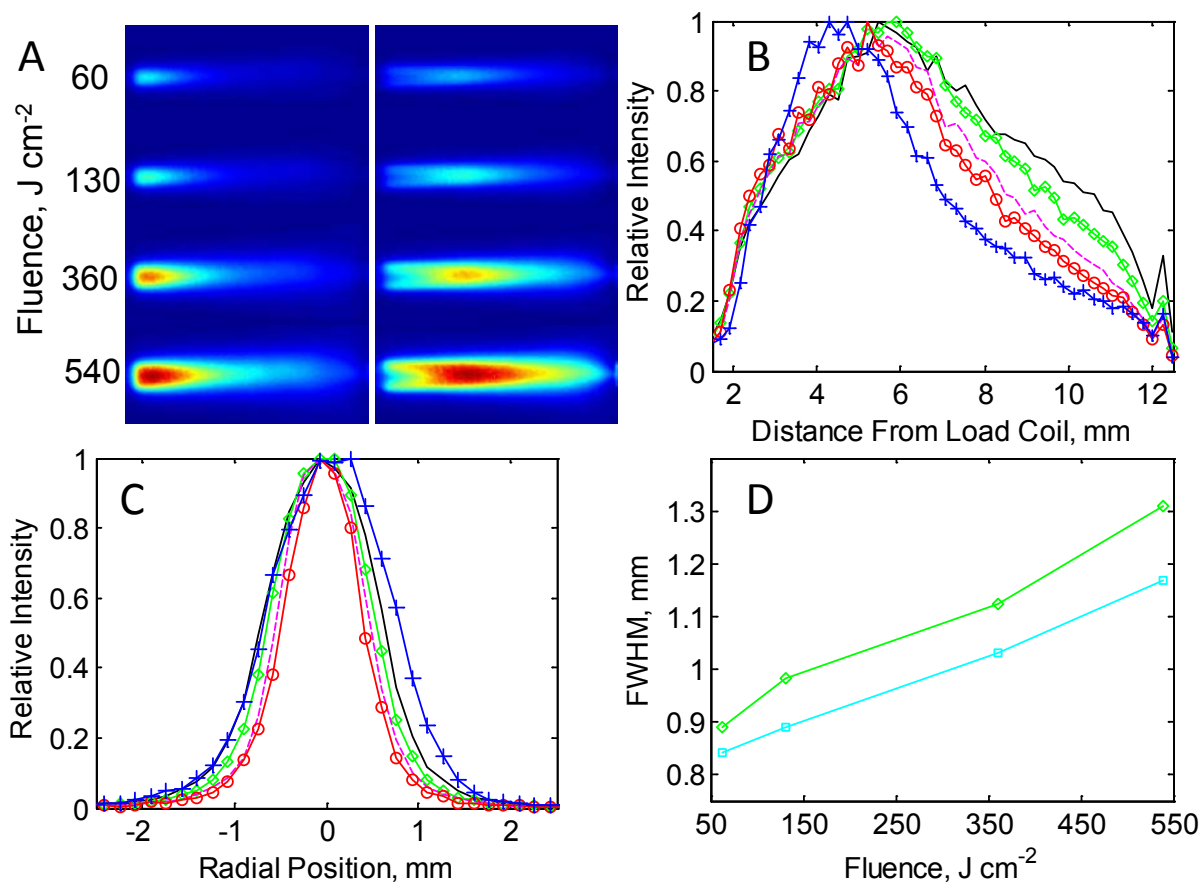 A
Fluence, J cm-2
60
130
360
540
B
Relative Intensity
1
0.8
0.6
0.4
0.2
0
2 4 6 8 10 12
Distance From Load Coil, mm
C
Relative Intensity
1
0.8
0.6
0.4
0.2
0
-2 -1 0 1 2
Radial Position, mm
D
FWHM, mm
1.3
1.2
1.1
1
0.9
0.8
50 150 250 350 450 550
Fluence, J cm-2